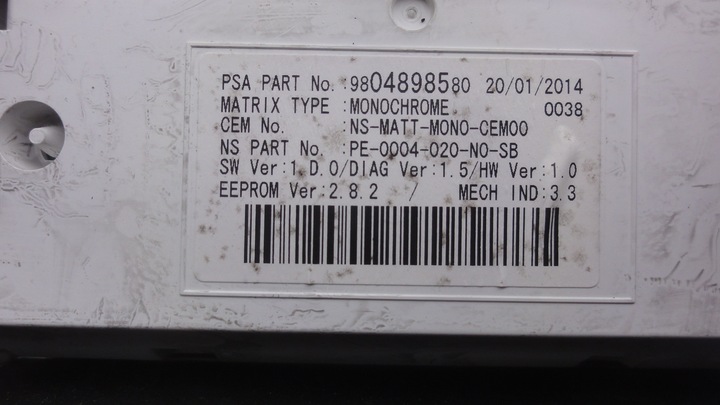 PSA PART No.:9804898580 20/01/2014
MATRIX TYPE :MONOCHROME 0038
CEM No. :NS-MATT-MONO-CEM00
NS PART No. :PE-0004-020-NO-SB
SW Ver:1.D.0/DIAG Ver:1.5/HW Ver:1.0
EEPROM Ver:2.8.2 / MECH IND:3.3